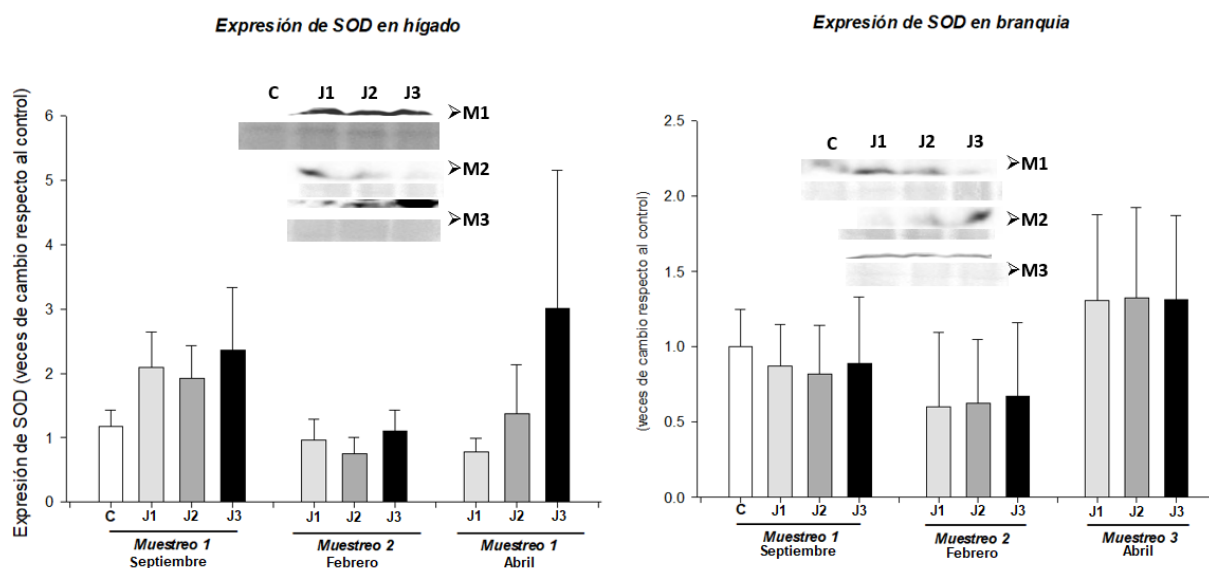 Expresión de SOD en hígado
Expresión de SOD (veces de cambio respecto al control)
6
5
4
3
2
1
0
C J1 J2 J3
M1
M2
M3
C J1 J2 J3 J1 J2 J3 J1 J2 J3
Muestreo 1 Muestreo 2 Muestreo 1
Septiembre Febrero Abril
Expresión de SOD en branquia
(veces de cambio respecto al control)
2.5
2.0
1.5
1.0
0.5
0.0
C J1 J2 J3
M1
M2
M3
C J1 J2 J3 J1 J2 J3 J1 J2 J3
Muestreo 1 Muestreo 2 Muestreo 3
Septiembre Febrero Abril